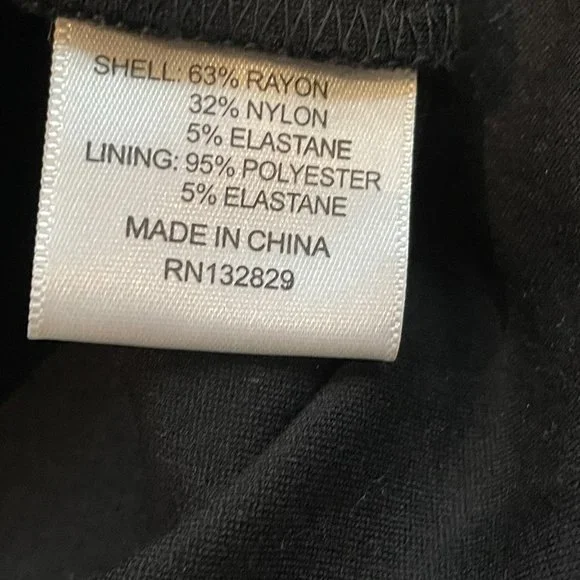 SHELL: 63% RAYON
32% NYLON
5% ELASTANE
LINING: 95% POLYESTER
5% ELASTANE
MADE IN CHINA
RN132829